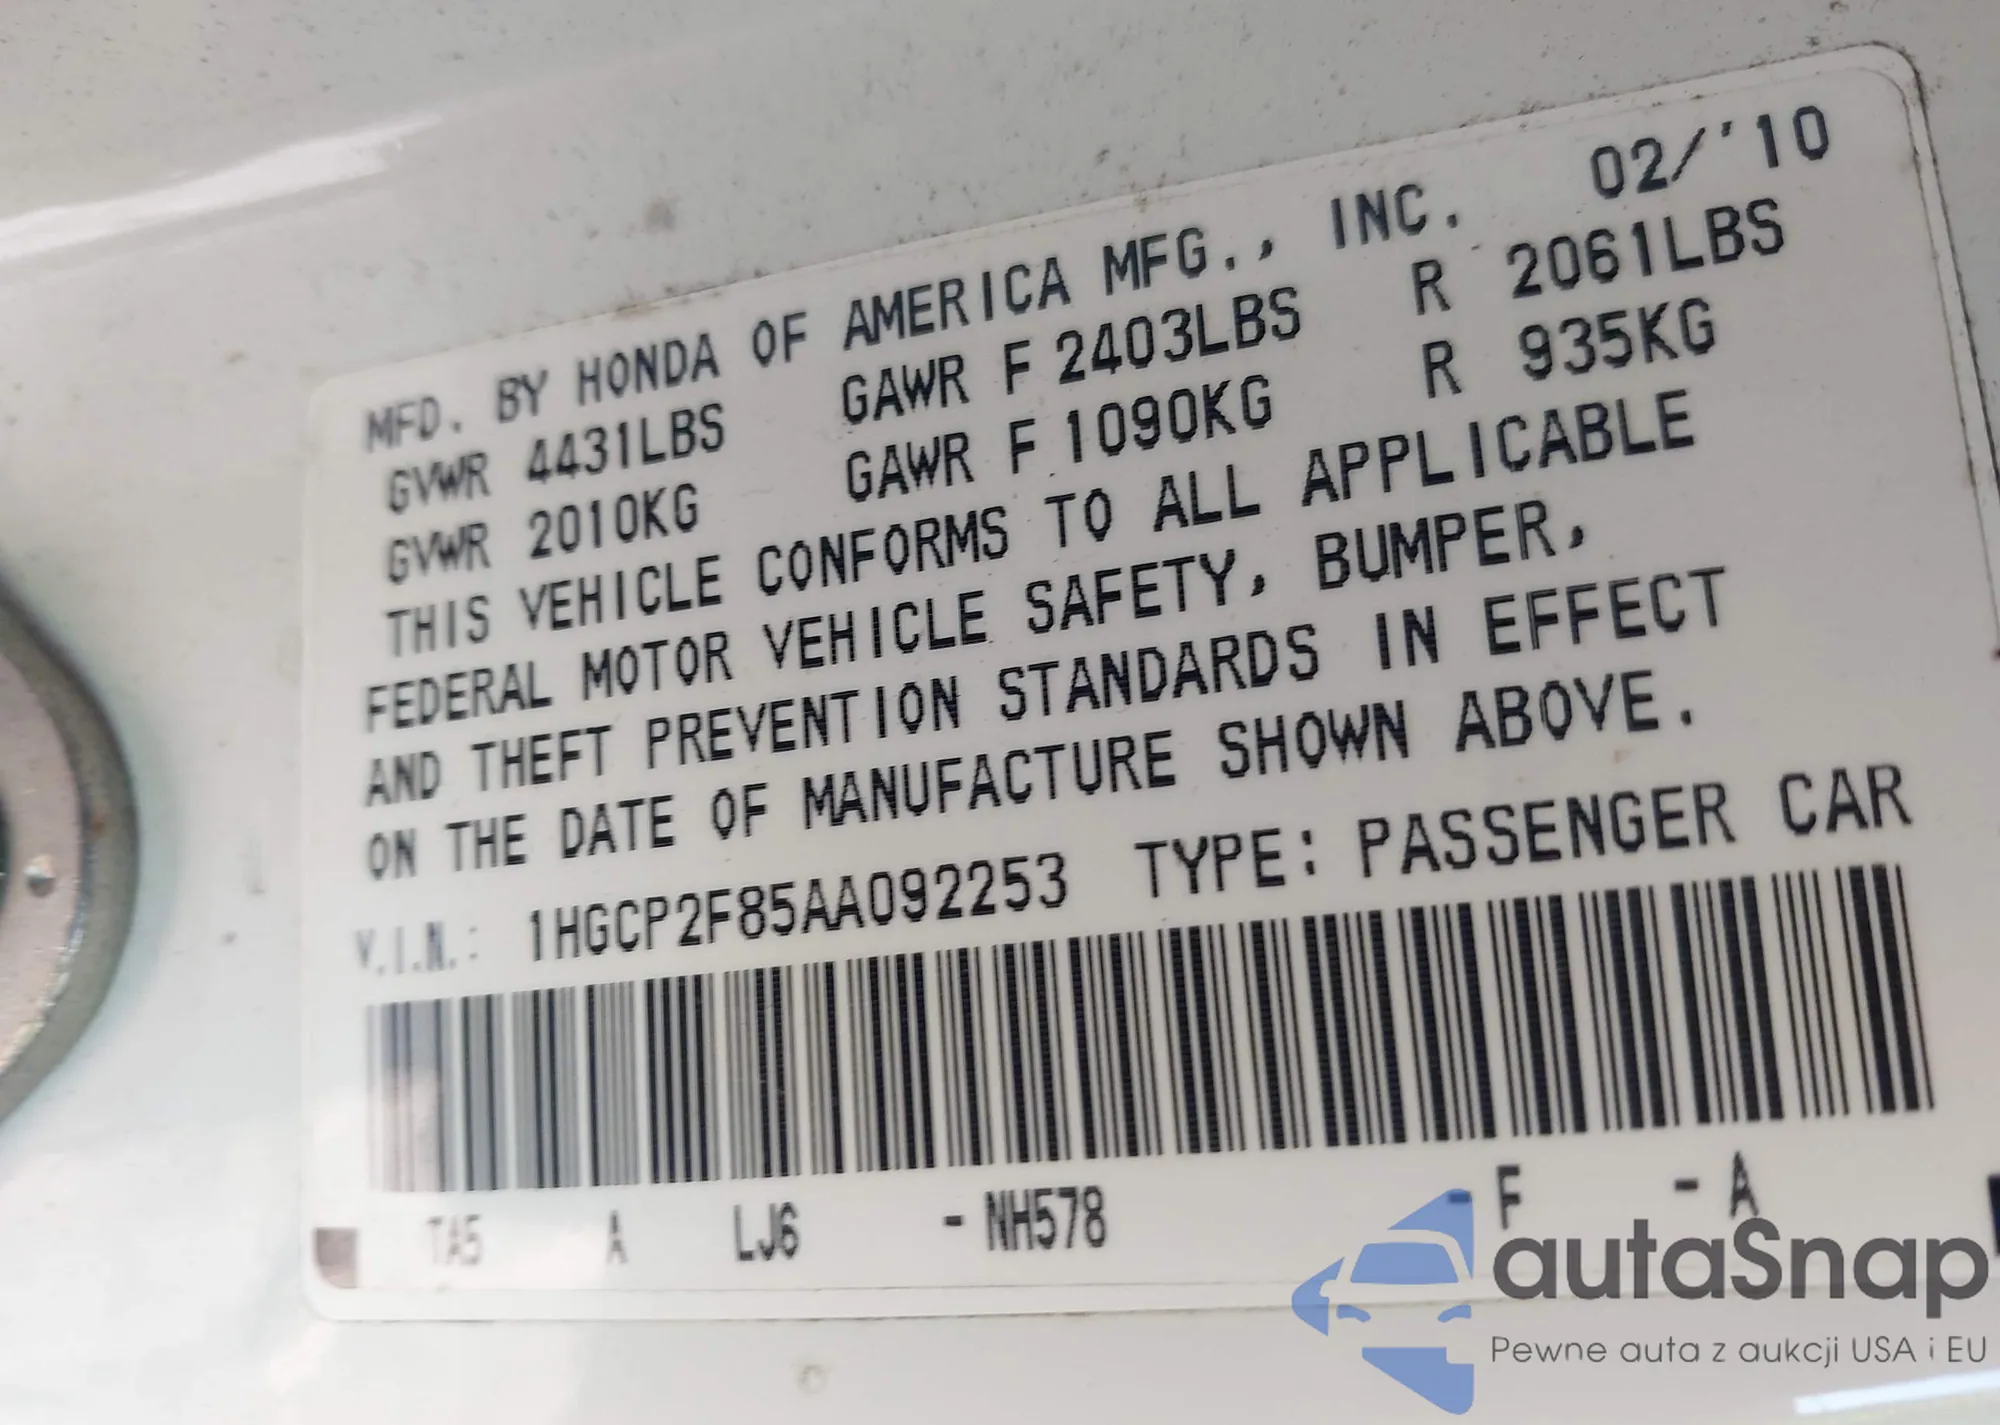 MFD. BY HONDA OF AMERICA MFG., INC. 02/'10
GVWR 4431LBS GAWR F 2403LBS R 2061LBS
GVWR 2010KG GAWR F 1090KG R 935KG
THIS VEHICLE CONFORMS TO ALL APPLICABLE
FEDERAL MOTOR VEHICLE SAFETY, BUMPER,
AND THEFT PREVENTION STANDARDS IN EFFECT
ON THE DATE OF MANUFACTURE SHOWN ABOVE.
V.I.N.: 1HGCP2F85AA092253 TYPE: PASSENGER CAR
TA5 A LJ6 - NH578 - F - A
autaSnap
Pewne auta z aukcji USA i EU